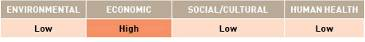 ENVIRONMENTAL ECONOMIC SOCIAL/CULTURAL HUMAN HEALTH
Low High Low Low